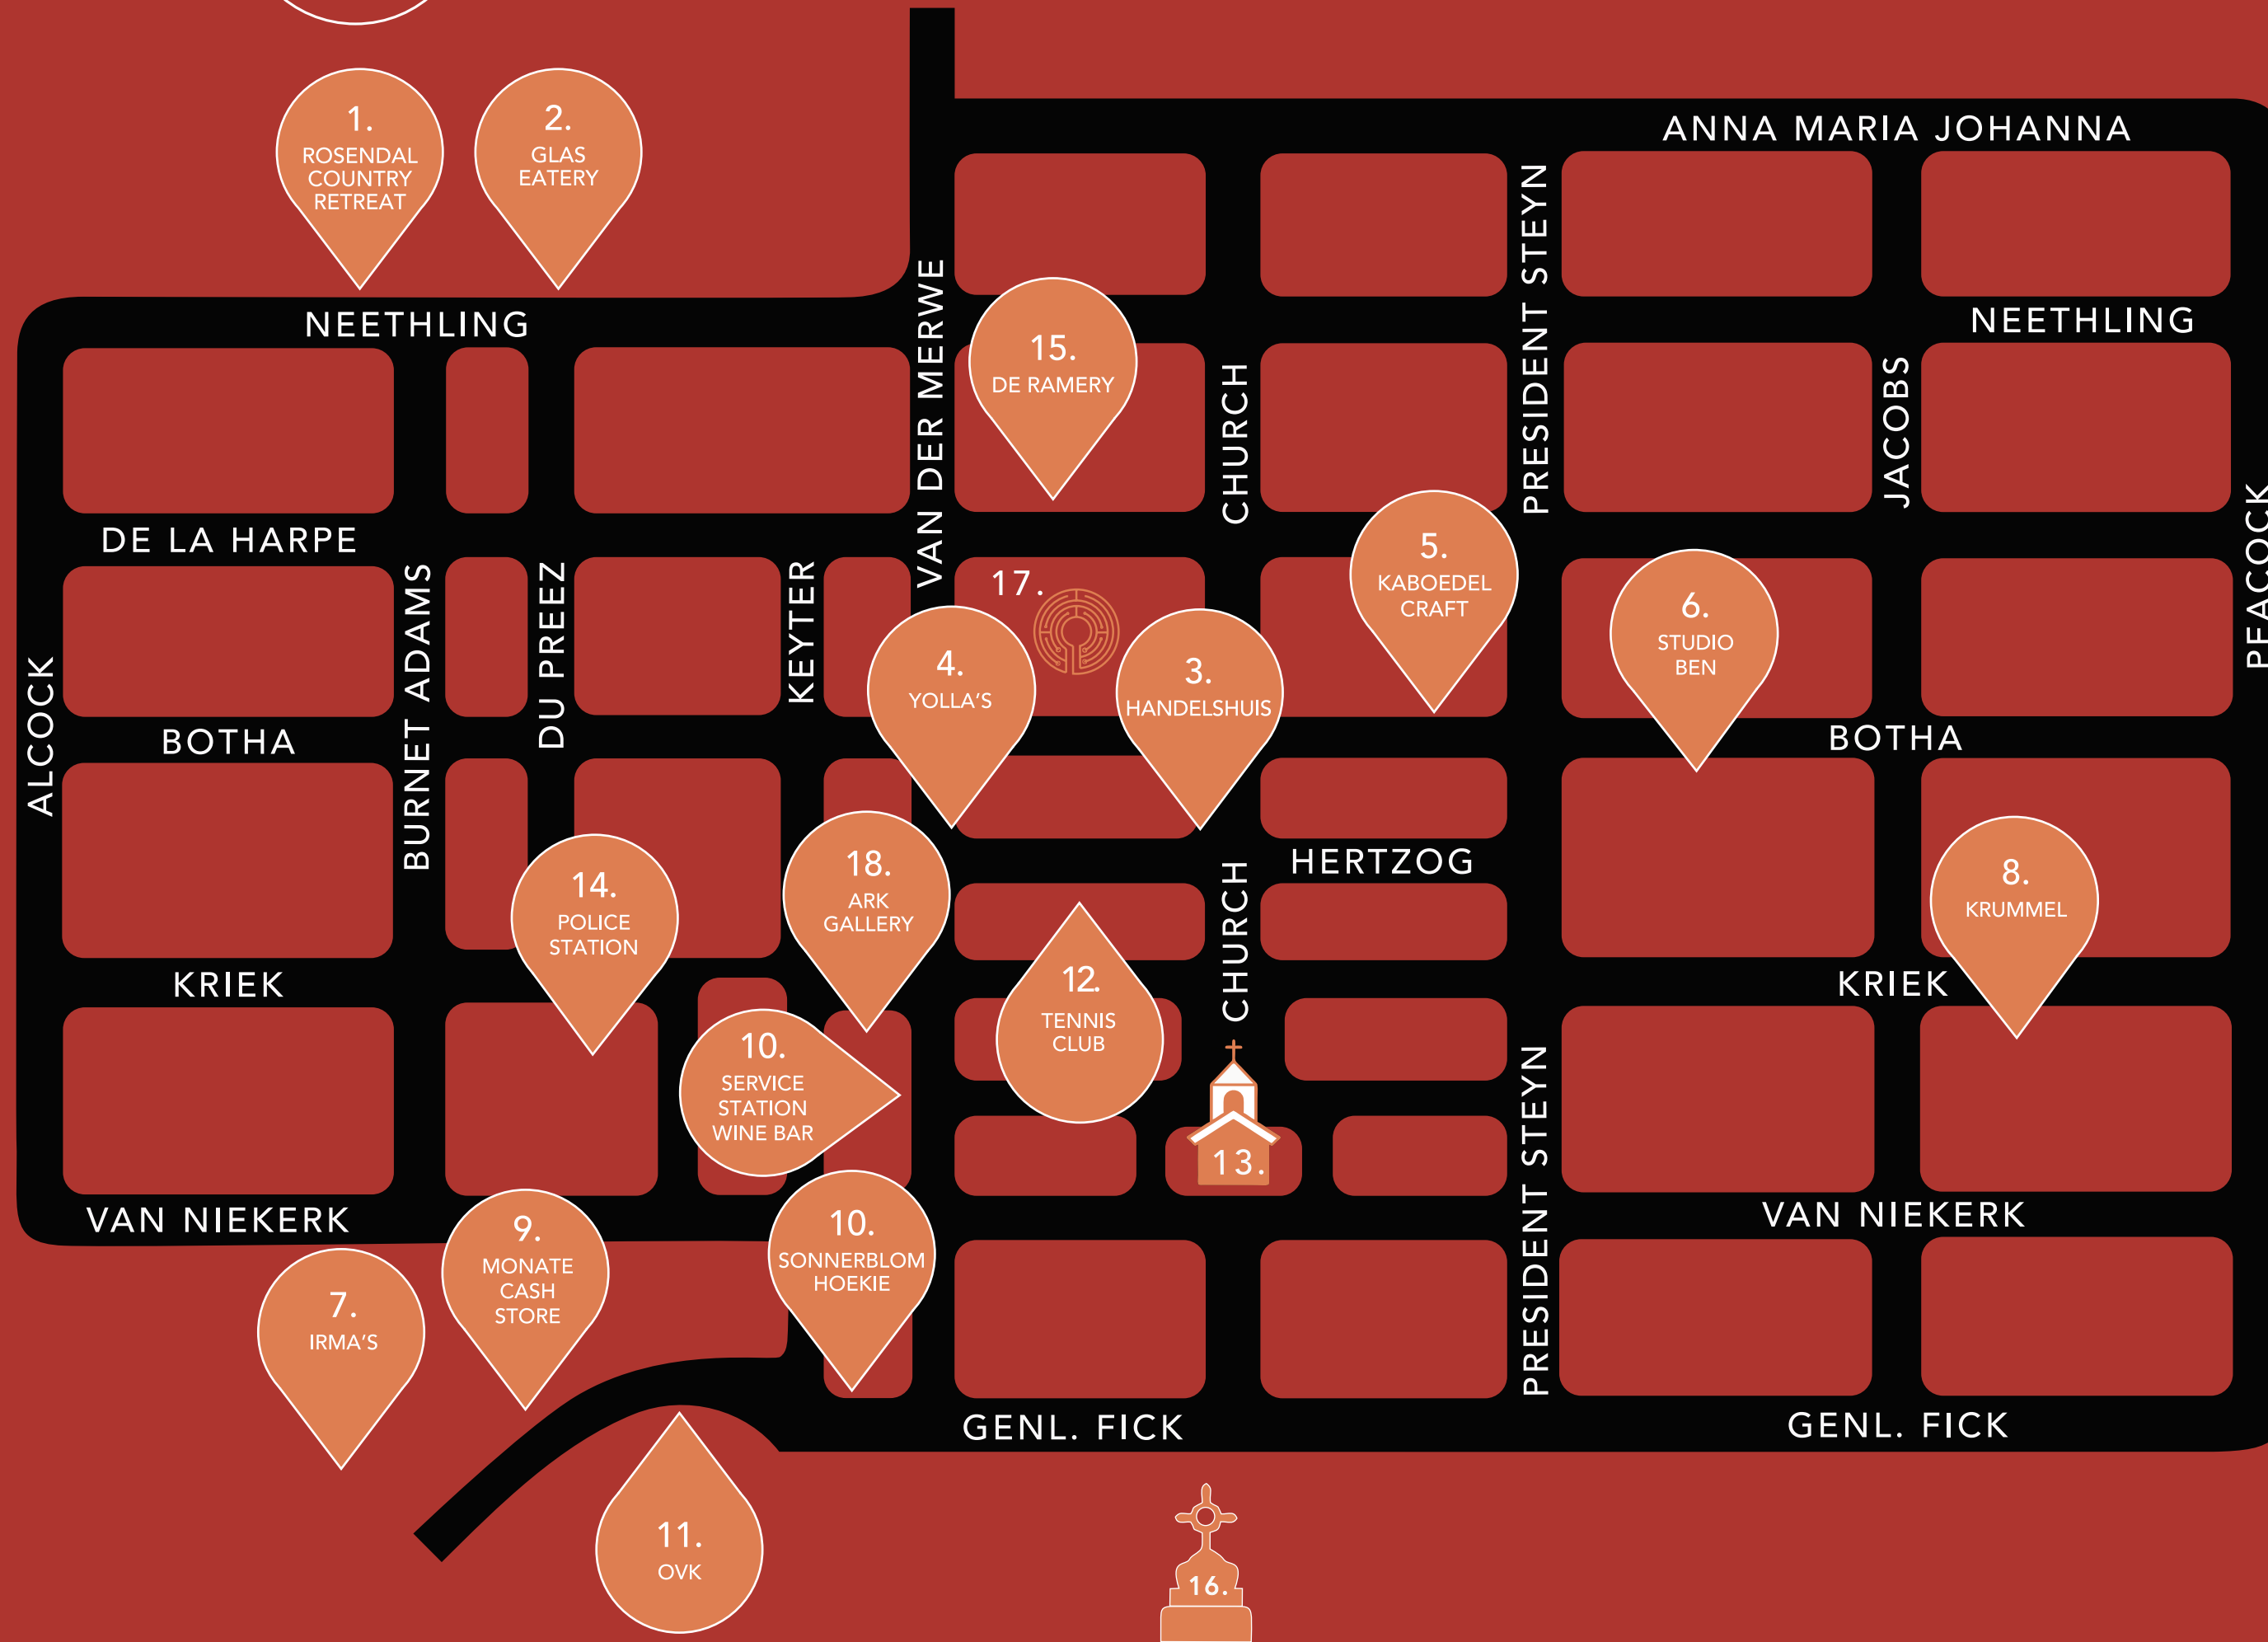 1.
ROSENDAL
COUNTRY
RETREAT
2.
GLAS
EATERY
ANNA MARIA JOHANNA
NEETHLING
NEETHLING
VAN DER MERWE
15.
DE RAMERY
CHURCH
PRESIDENT STEYN
JACOBS
PEACOCK
DE LA HARPE
BURNET ADAMS
DU PREEZ
KEYTER
17.
4.
YOLLA'S
3.
HANDELSHUIS
5.
KABOEDEL
CRAFT
6.
STUDIO
BEN
ALCOCK
BOTHA
BOTHA
14.
POLICE
STATION
18.
ARK
GALLERY
HERTZOG
CHURCH
8.
KRUMMEL
KRIEK
KRIEK
12.
TENNIS
CLUB
10.
SERVICE
STATION
WINE BAR
13.
PRESIDENT STEYN
VAN NIEKERK
VAN NIEKERK
9.
MONATE
CASH
STORE
10.
SONNERBLOM
HOEKIE
7.
IRMA'S
GENL. FICK
GENL. FICK
11.
OVK
16.